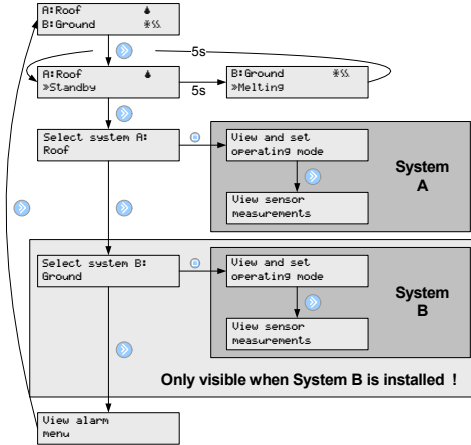 A:Roof
B:Ground
5s
A:Roof
»Standby
5s
B:Ground
»Melting
Select system A:
Roof
View and set
operating mode
System
A
View sensor
measurements
Select system B:
Ground
View and set
operating mode
System
B
View sensor
measurements
Only visible when System B is installed !
View alarm
menu